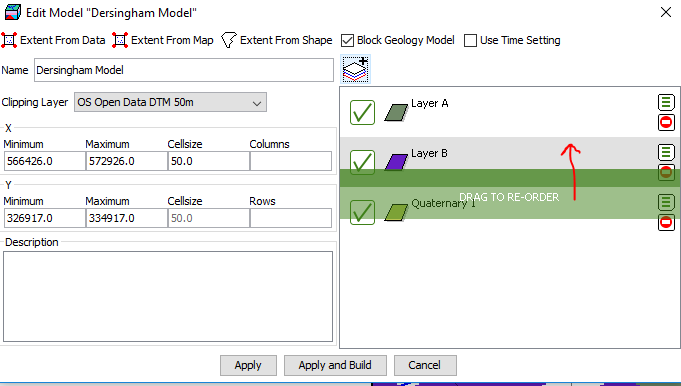 Edit Model "Dersingham Model"
Extent From Data Extent From Map Extent From Shape Block Geology Model Use Time Setting
Name Dersingham Model
Clipping Layer OS Open Data DTM 50m
X
Minimum Maximum Cellsize Columns
566426.0 572926.0 50.0
Y
Minimum Maximum Cellsize Rows
326917.0 334917.0 50.0
Description
Layer A
Layer B
DRAG TO RE-ORDER
Quaternary 1
Apply Apply and Build Cancel